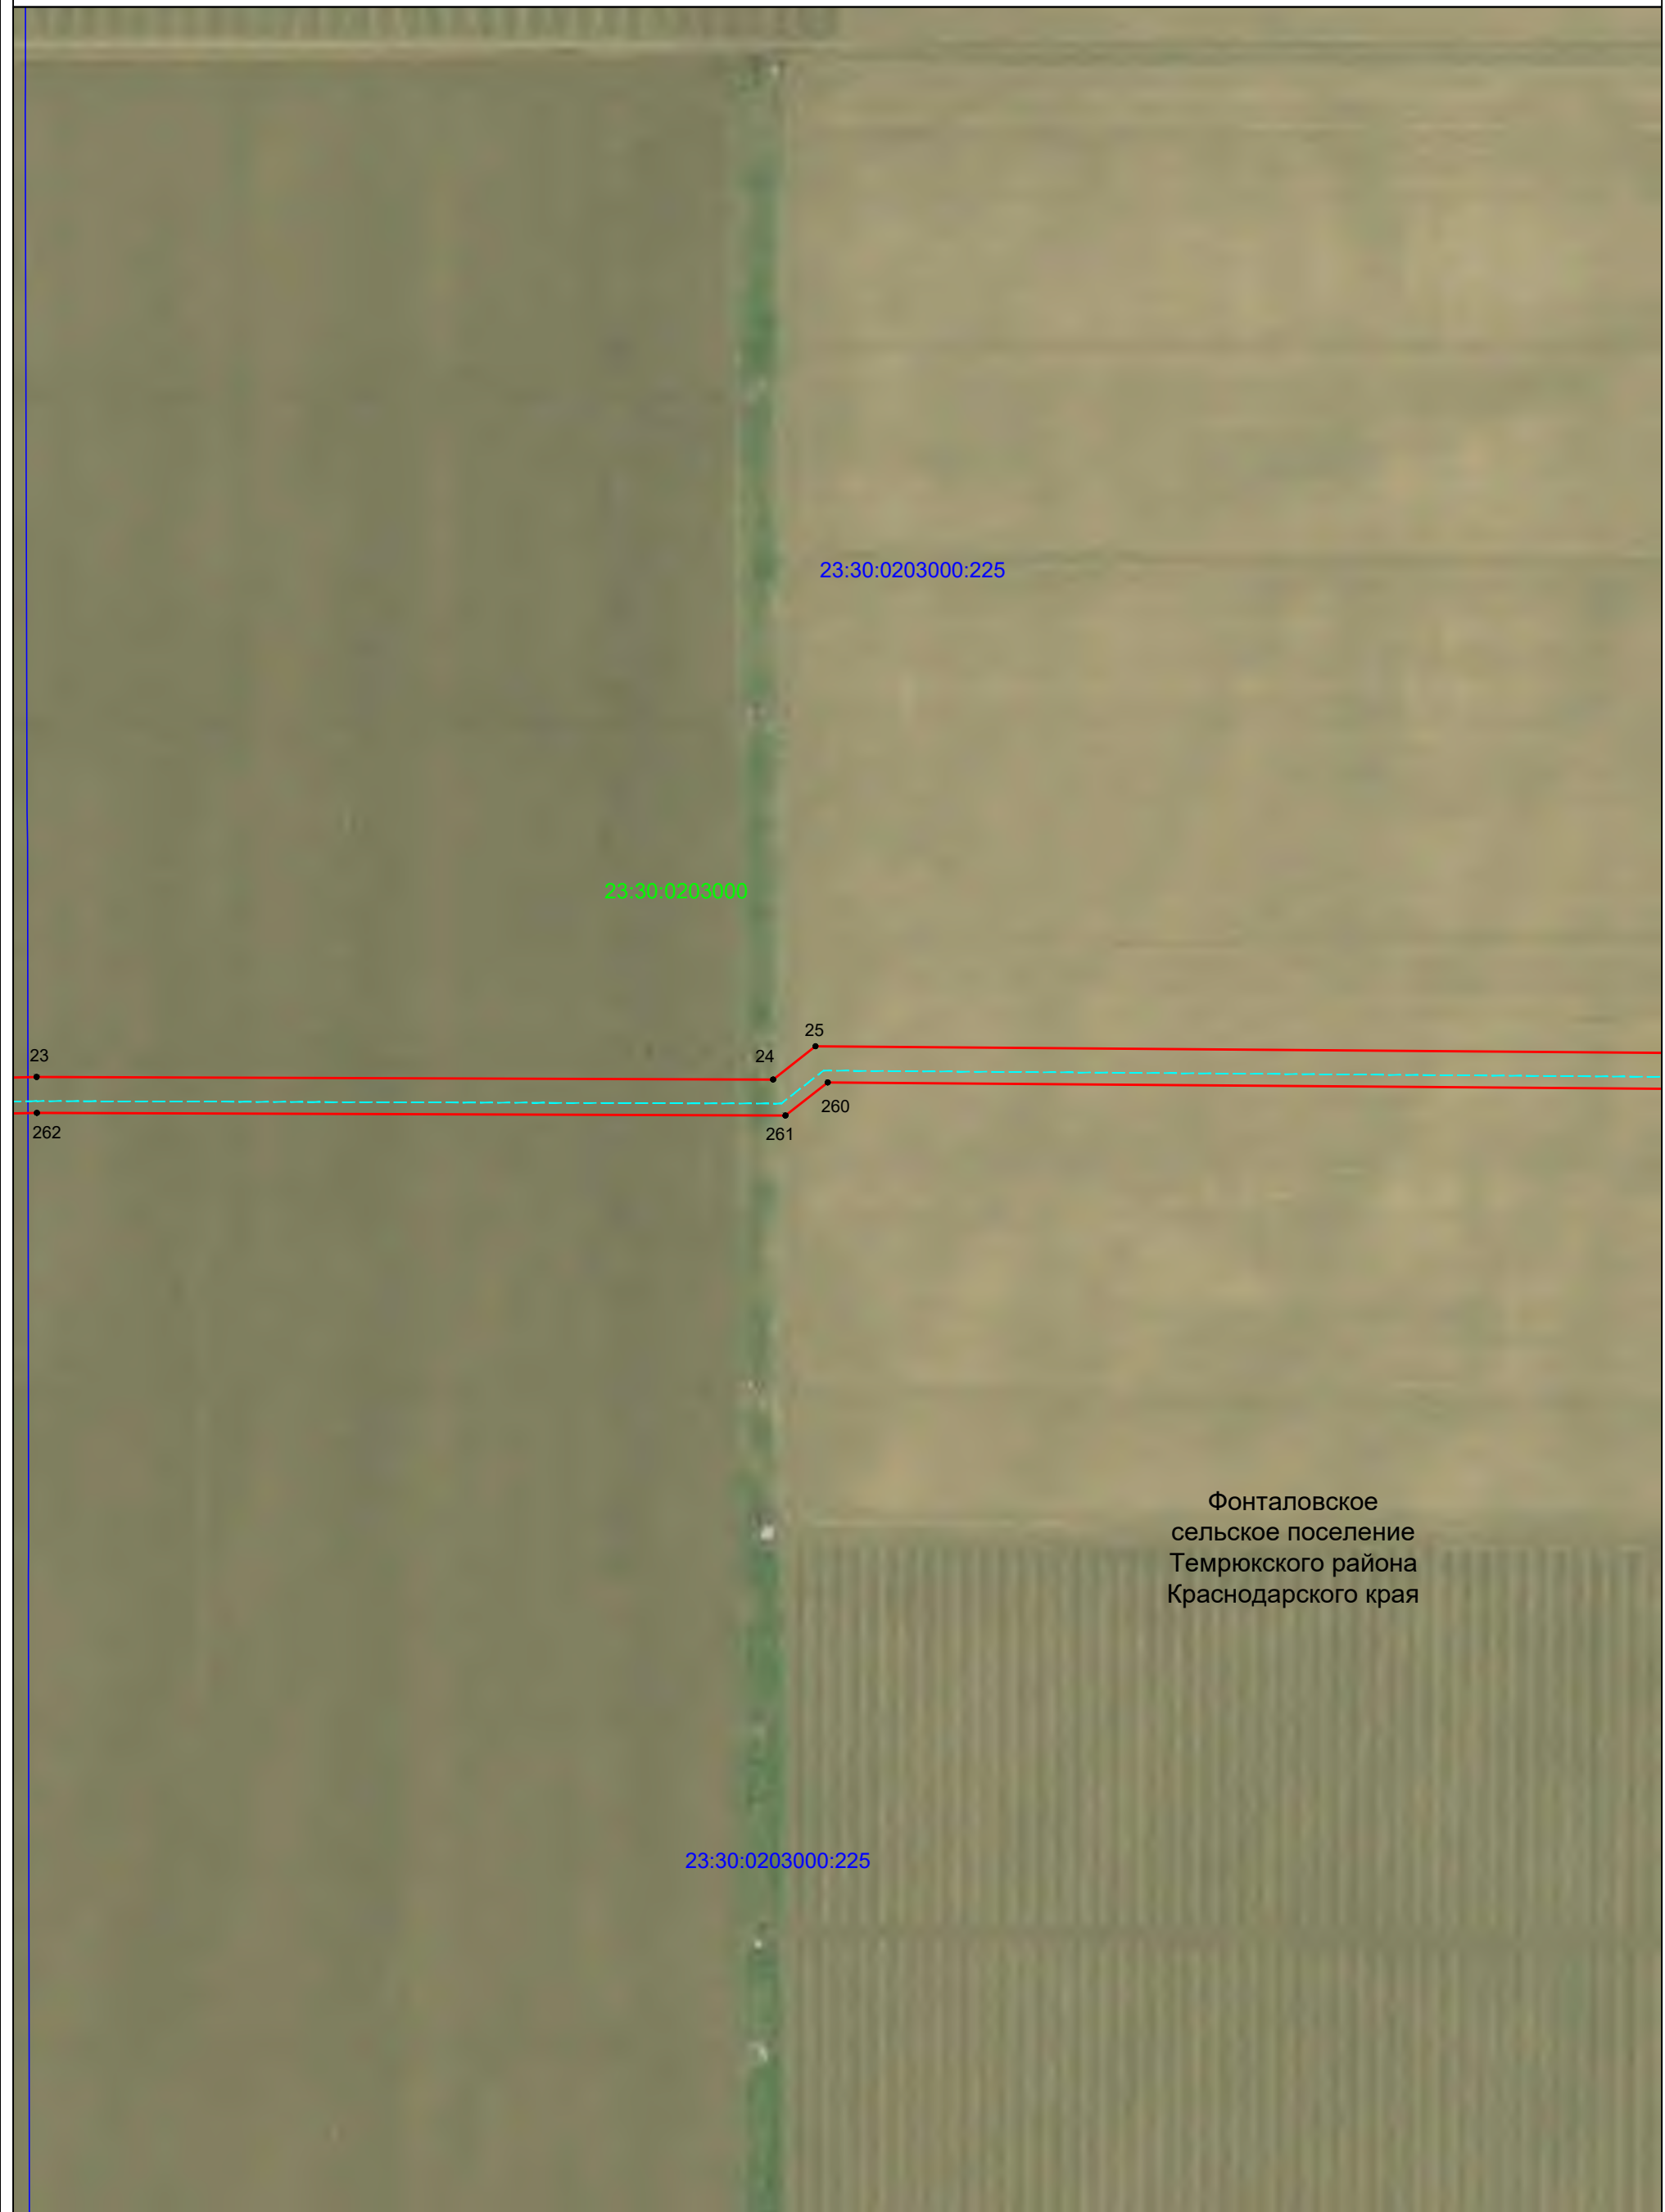 23:30:0203000:225
23:30:0203000
25
23
24
260
262
261
Фонталовское
сельское поселение
Темрюкского района
Краснодарского края
23:30:0203000:225